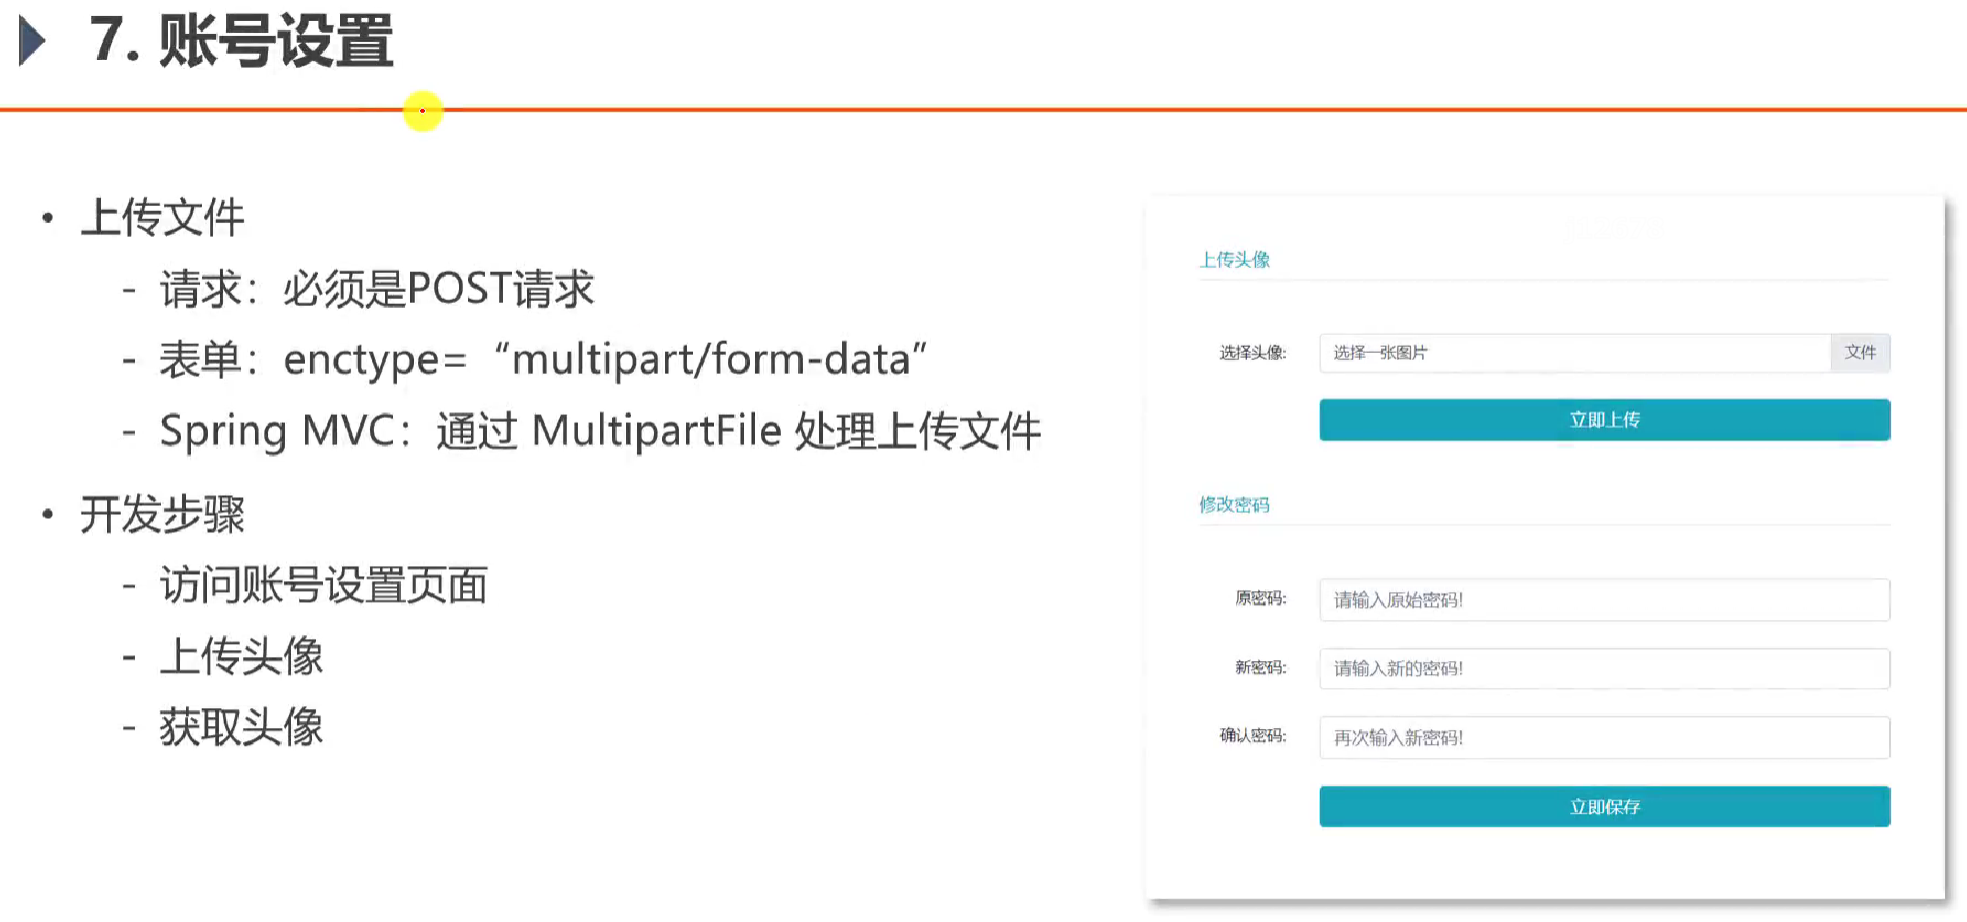 7. 账号设置
• 上传文件
- 请求：必须是POST请求
- 表单：enctype=“multipart/form-data”
- Spring MVC：通过 MultipartFile 处理上传文件
• 开发步骤
- 访问账号设置页面
- 上传头像
- 获取头像
上传头像
选择头像: 选择一张图片 文件
立即上传
修改密码
原密码: 请输入原始密码!
新密码: 请输入新的密码!
确认密码: 再次输入新密码!
立即保存